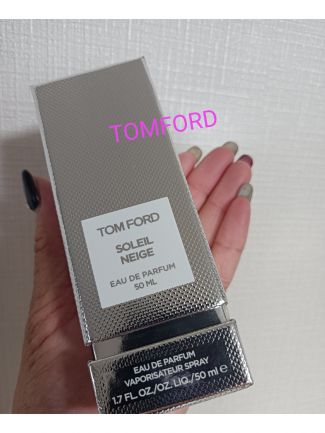 TOMFORD
TOM FORD
SOLEIL
NEIGE
EAU DE PARFUM
50 ML
EAU DE PARFUM
VAPORISATEUR SPRAY
1.7 FL. OZ./OZ. LIQ./50 ml ℮